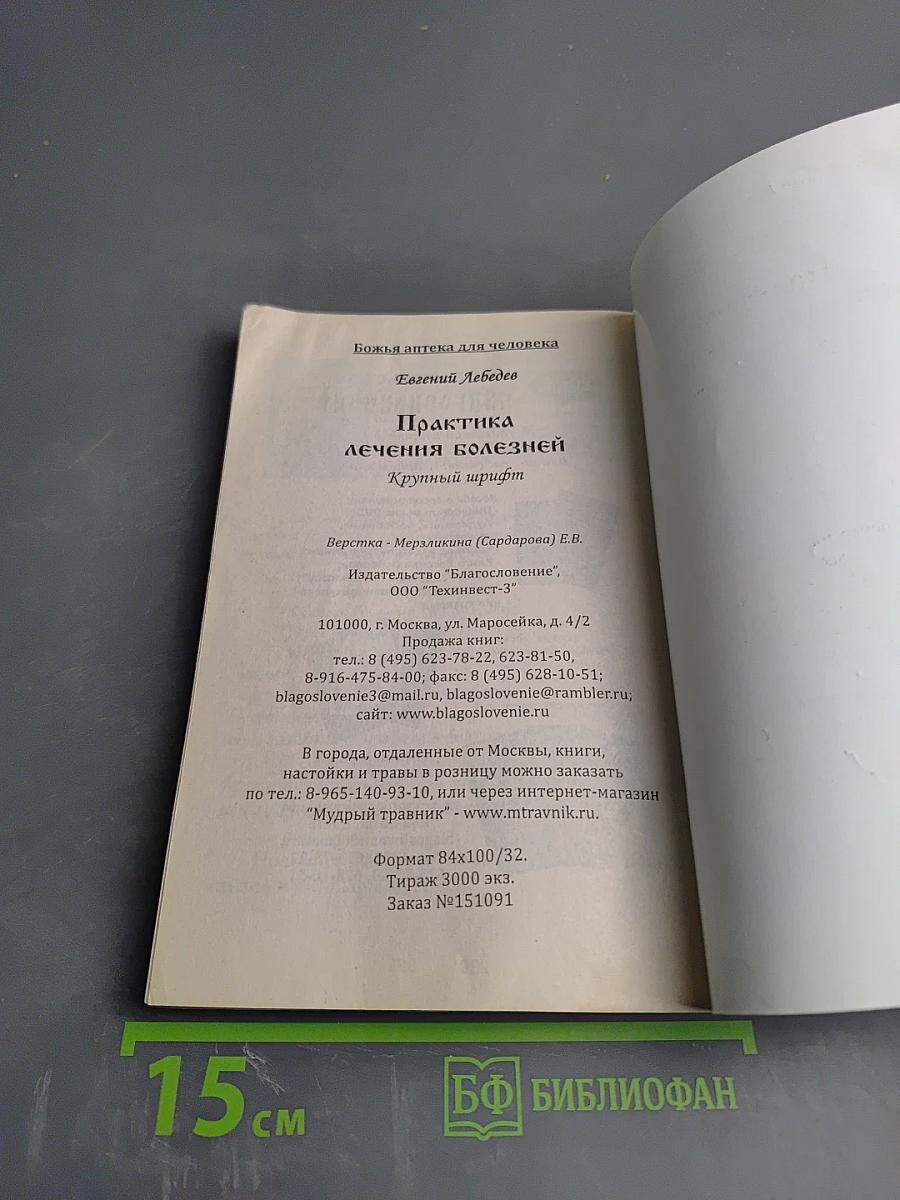 Божья аптека для человека
Евгений Лебедев
Практика
лечения болезней
Крупный шрифт
Верстка - Мерзликина (Сардарова) Е.В.
Издательство "Благословение",
ООО "Техинвест-3"
101000, г. Москва, ул. Маросейка, д. 4/2
Продажа книг:
тел.: 8 (495) 623-78-22, 623-81-50,
8-916-475-84-00; факс: 8 (495) 628-10-51;
blagoslovenie3@mail.ru, blagoslovenie@rambler.ru;
сайт: www.blagoslovenie.ru
В города, отдаленные от Москвы, книги,
настойки и травы в розницу можно заказать
по тел.: 8-965-140-93-10, или через интернет-магазин
"Мудрый травник" - www.mtravnik.ru.
Формат 84х100/32.
Тираж 3000 экз.
Заказ №151091
15 см
БФ БИБЛИОФАН